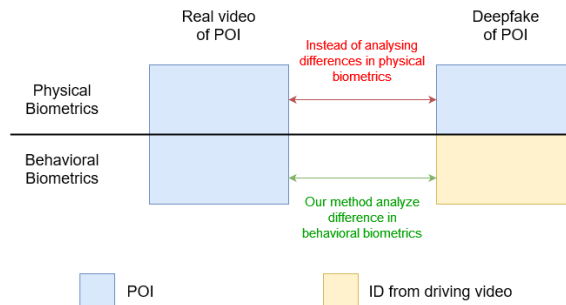 Real video
of POI
Deepfake
of POI
Instead of analysing
differences in physical
biometrics
Physical
Biometrics
Behavioral
Biometrics
Our method analyze
difference in
behavioral biometrics
POI
ID from driving video